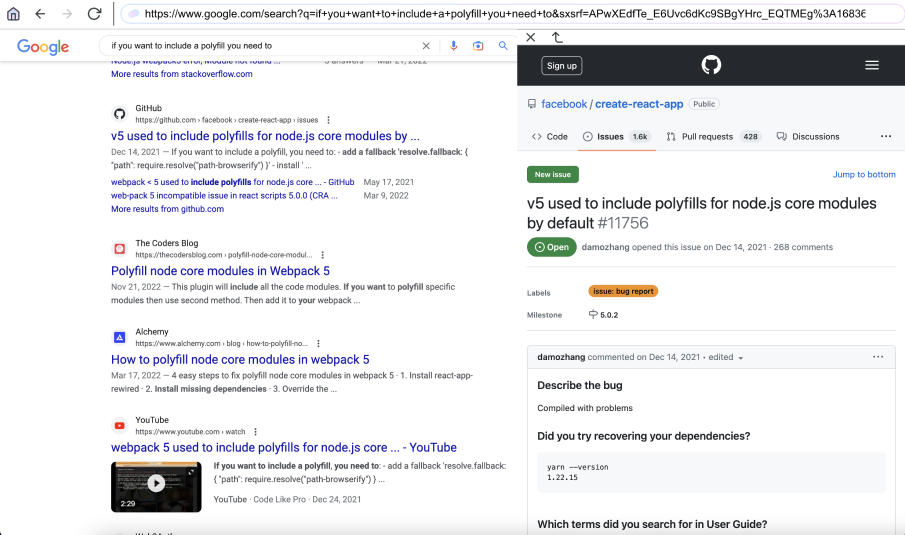 https://www.google.com/search?q=if+you+want+to+include+a+polyfill+you+need+to&sxsrf=APwXEdfTe_E6Uvc6dKc9SBgYHrc_EQTMEg%3A16836
Google
if you want to include a polyfill you need to
Node.js webpack5 error, Module not found ... 5 answers Mar 21, 2022
More results from stackoverflow.com
GitHub
https://github.com › facebook › create-react-app › issues
v5 used to include polyfills for node.js core modules by ...
Dec 14, 2021 — If you want to include a polyfill, you need to: - add a fallback 'resolve.fallback: {
"path": require.resolve("path-browserify") }' - install ' ...
webpack < 5 used to include polyfills for node.js core ... - GitHub May 17, 2021
web-pack 5 incompatible issue in react scripts 5.0.0 (CRA ... Mar 9, 2022
More results from github.com
The Coders Blog
https://thecodersblog.com › polyfill-node-core-modul...
Polyfill node core modules in Webpack 5
Nov 21, 2022 — This plugin will include all the code modules. If you want to polyfill specific
modules then use second method. Then add it to your webpack ...
Alchemy
https://www.alchemy.com › blog › how-to-polyfill-no...
How to polyfill node core modules in webpack 5
Mar 17, 2022 — 4 easy steps to fix polyfill node core modules in webpack 5 · 1. Install react-app-
rewired · 2. Install missing dependencies · 3. Override the ...
YouTube
https://www.youtube.com › watch
webpack 5 used to include polyfills for node.js core ... - YouTube
2:29
If you want to include a polyfill, you need to: - add a fallback 'resolve.fallback:
{ "path": require.resolve("path-browserify") } ...
YouTube · Code Like Pro · Dec 24, 2021
Sign up
facebook / create-react-app Public
Code Issues 1.6k Pull requests 428 Discussions
New issue Jump to bottom
v5 used to include polyfills for node.js core modules
by default #11756
Open damozhang opened this issue on Dec 14, 2021 · 268 comments
Labels issue: bug report
Milestone 5.0.2
damozhang commented on Dec 14, 2021 • edited
Describe the bug
Compiled with problems
Did you try recovering your dependencies?
yarn --version
1.22.15
Which terms did you search for in User Guide?